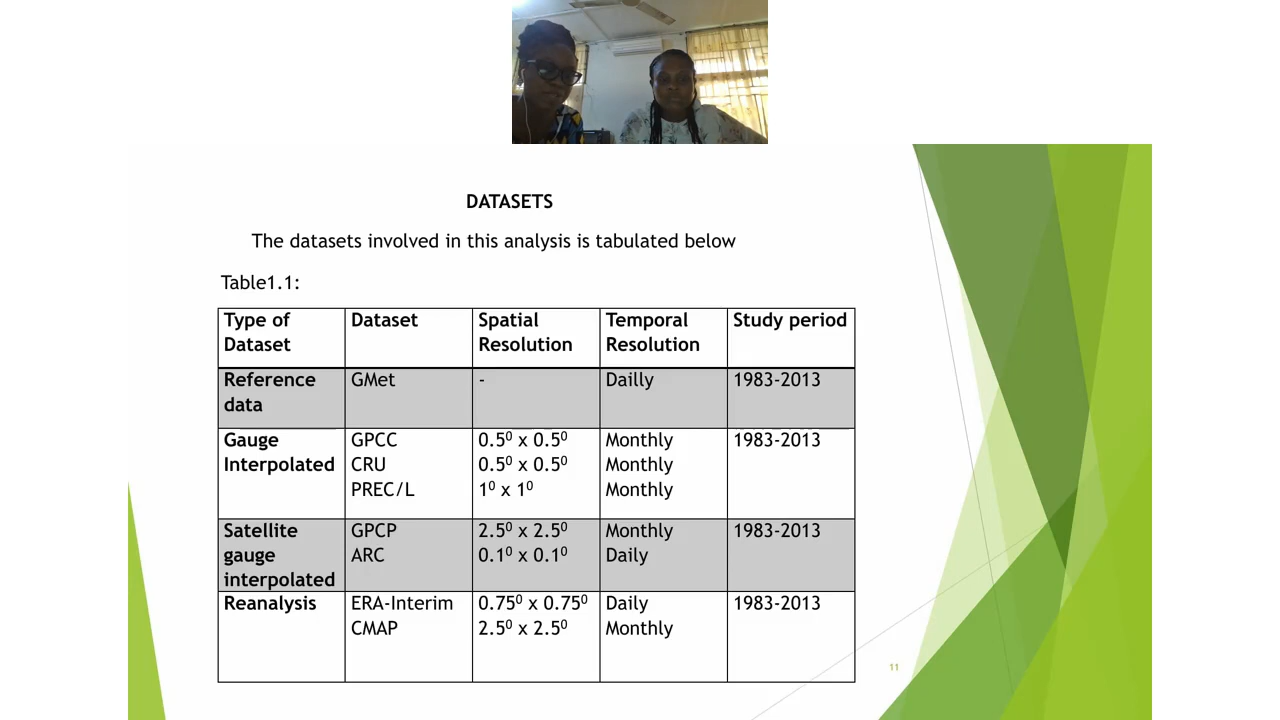 DATASETS
The datasets involved in this analysis is tabulated below
Table1.1:
Type of Dataset | Dataset | Spatial Resolution | Temporal Resolution | Study period
Reference data | GMet | - | Dailly | 1983-2013
Gauge Interpolated | GPCC | 0.5⁰ x 0.5⁰ | Monthly | 1983-2013
CRU | 0.5⁰ x 0.5⁰ | Monthly
PREC/L | 1⁰ x 1⁰ | Monthly
Satellite gauge interpolated | GPCP | 2.5⁰ x 2.5⁰ | Monthly | 1983-2013
ARC | 0.1⁰ x 0.1⁰ | Daily
Reanalysis | ERA-Interim | 0.75⁰ x 0.75⁰ | Daily | 1983-2013
CMAP | 2.5⁰ x 2.5⁰ | Monthly
11